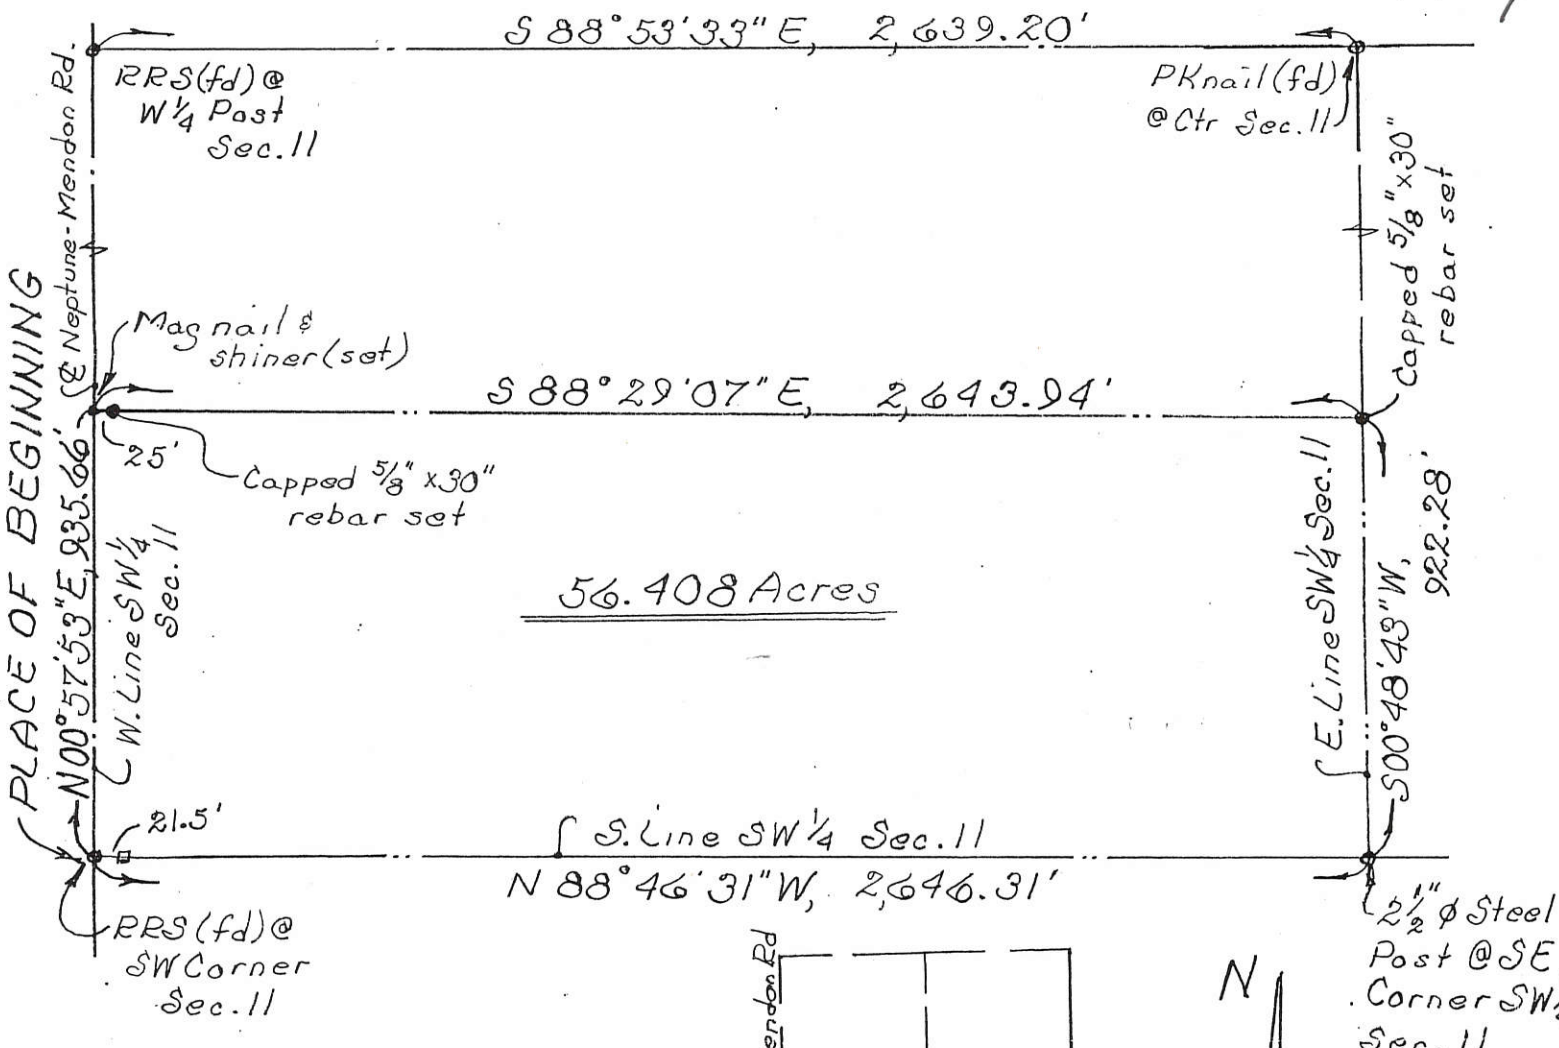 S 88°53'33" E, 2,639.20'
RRS(fd) @
W 1/4 Post
Sec. 11
PK nail (fd)
@ Ctr Sec. 11
Capped 5/8" x 30"
rebar set
℄ Neptune-Mendon Rd.
Mag nail &
shiner (set)
S 88°29'07" E, 2,643.94'
25'
Capped 5/8" x 30"
rebar set
PLACE OF BEGINNING
N00°57'53"E, 935.66'
W. Line SW 1/4
Sec. 11
56.408 Acres
E. Line SW 1/4 Sec. 11
S00°48'43"W,
922.28'
21.5'
S. Line SW 1/4 Sec. 11
N 88°46'31" W, 2,646.31'
RRS (fd) @
SW Corner
Sec. 11
2 1/2" ø Steel
Post @ SE
Corner SW
Sec. 11
endon Rd
N